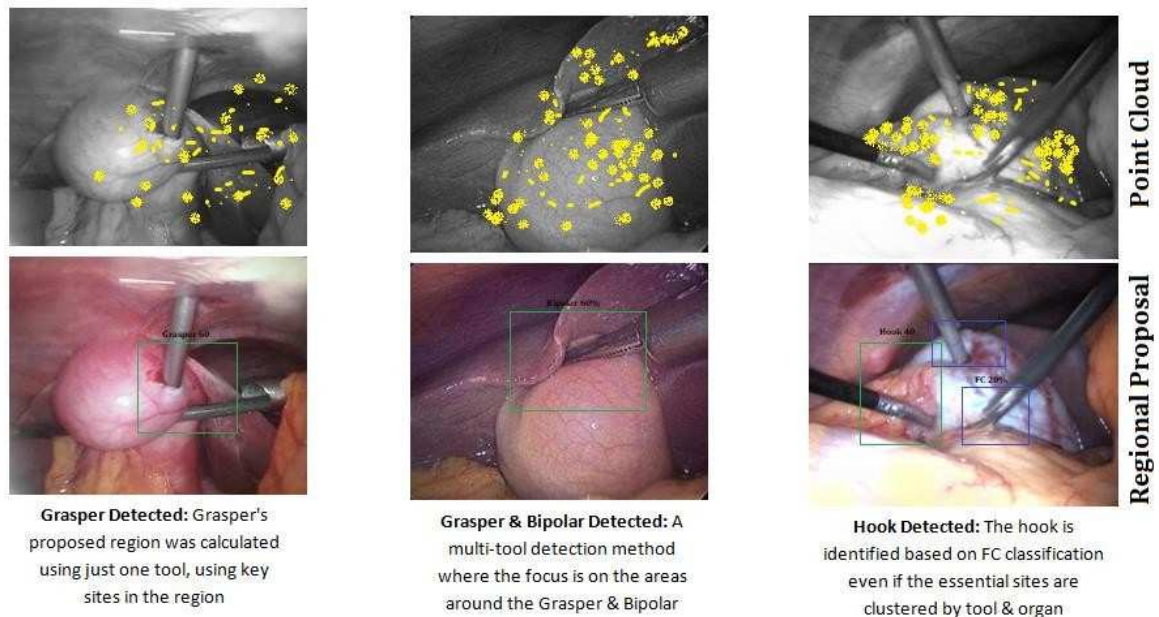 Point Cloud
Grasper 60
Bipolar 60%
Hook 40
FC 20%
Regional Proposal
Grasper Detected: Grasper's
proposed region was calculated
using just one tool, using key
sites in the region
Grasper & Bipolar Detected: A
multi-tool detection method
where the focus is on the areas
around the Grasper & Bipolar
Hook Detected: The hook is
identified based on FC classification
even if the essential sites are
clustered by tool & organ